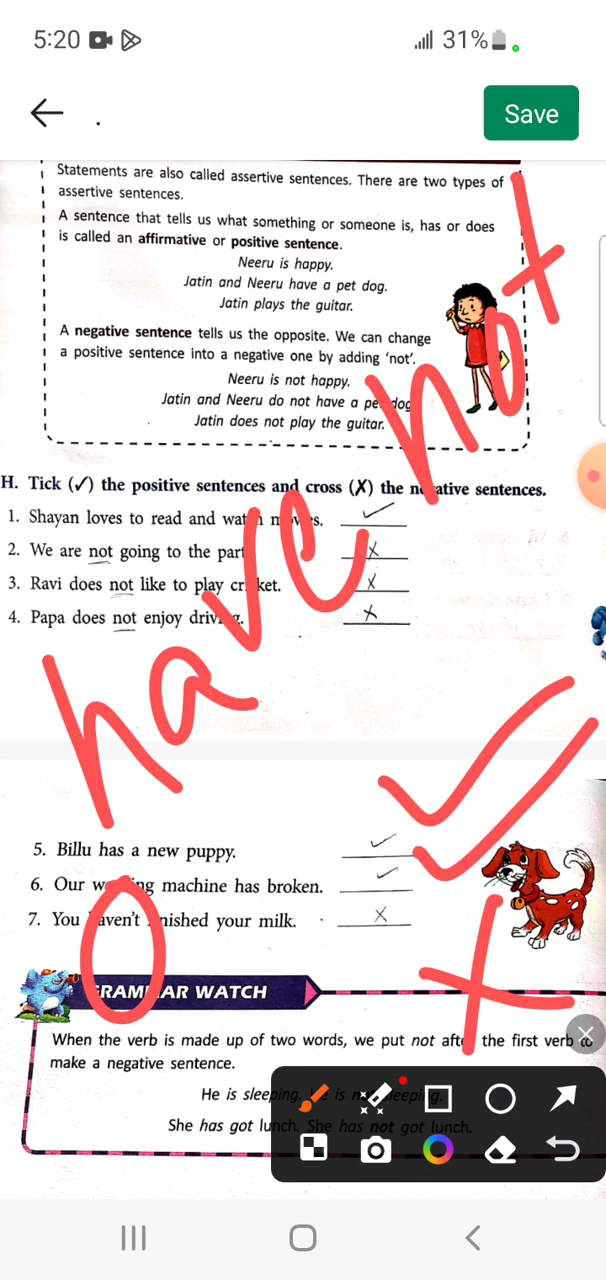 5:20 31%
← . Save
Statements are also called assertive sentences. There are two types of
assertive sentences.
A sentence that tells us what something or someone is, has or does
is called an affirmative or positive sentence.
Neeru is happy.
Jatin and Neeru have a pet dog.
Jatin plays the guitar.
A negative sentence tells us the opposite. We can change
a positive sentence into a negative one by adding ‘not’.
Neeru is not happy.
Jatin and Neeru do not have a pet dog
Jatin does not play the guitar.
have not
H. Tick (✓) the positive sentences and cross (✗) the negative sentences.
1. Shayan loves to read and watch movies. ✓
2. We are not going to the party ✗
3. Ravi does not like to play cricket. ✗
4. Papa does not enjoy driving. ✗
5. Billu has a new puppy. ✓
6. Our washing machine has broken. ✓
7. You haven't finished your milk. ✗
GRAMMAR WATCH
When the verb is made up of two words, we put not after the first verb to
make a negative sentence.
He is sleeping. He is not sleeping.
She has got lunch. She has not got lunch.